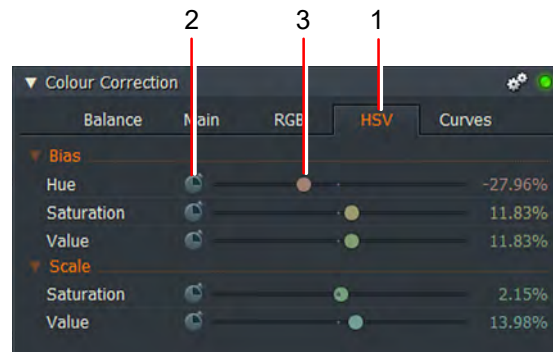 2 3 1
Colour Correction
Balance Main RGB HSV Curves
Bias
Hue -27.96%
Saturation 11.83%
Value 11.83%
Scale
Saturation 2.15%
Value 13.98%